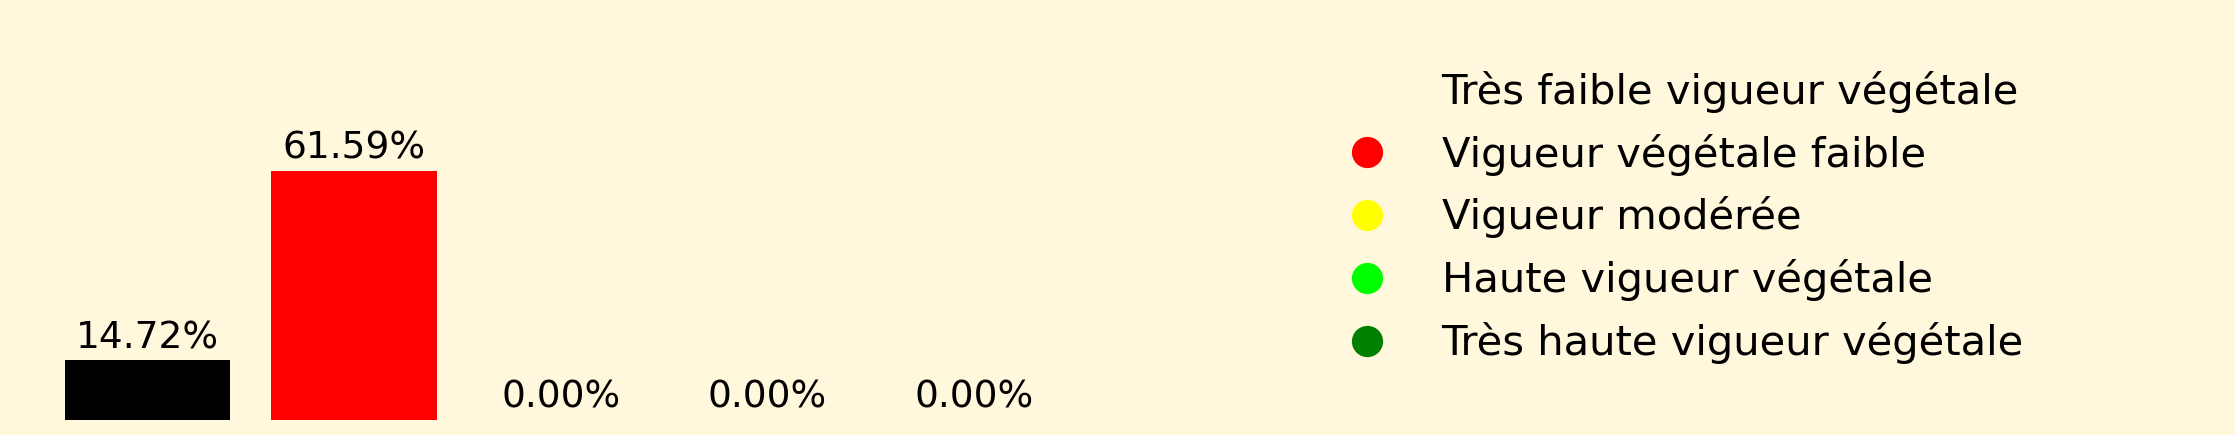 61.59%
14.72%
0.00%
0.00%
0.00%
Très faible vigueur végétale
Vigueur végétale faible
Vigueur modérée
Haute vigueur végétale
Très haute vigueur végétale